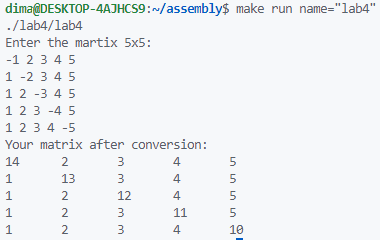 dima@DESKTOP-4AJHCS9:~/assembly$ make run name="lab4"
./lab4/lab4
Enter the martix 5x5:
-1 2 3 4 5
1 -2 3 4 5
1 2 -3 4 5
1 2 3 -4 5
1 2 3 4 -5
Your matrix after conversion:
14 2 3 4 5
1 13 3 4 5
1 2 12 4 5
1 2 3 11 5
1 2 3 4 10